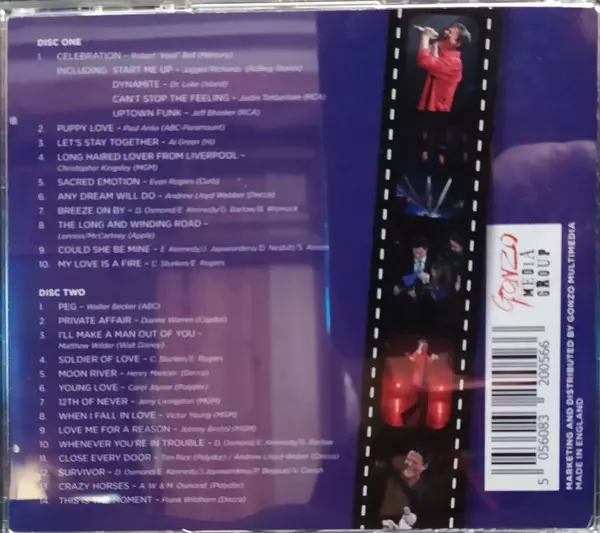 DISC ONE
1. CELEBRATION – Robert "Kool" Bell (Mercury)
INCLUDING START ME UP – Jagger/Richards (Rolling Stones)
DYNAMITE – Dr. Luke (Island)
CAN'T STOP THE FEELING – Justin Timberlake (RCA)
UPTOWN FUNK – Jeff Bhasker (RCA)
2. PUPPY LOVE – Paul Anka (ABC-Paramount)
3. LET'S STAY TOGETHER – Al Green (Hi)
4. LONG HAIRED LOVER FROM LIVERPOOL –
Christopher Kingsley (MGM)
5. SACRED EMOTION – Evan Rogers (Curb)
6. ANY DREAM WILL DO – Andrew Lloyd Webber (Decca)
7. BREEZE ON BY – D. Osmond/E. Kennedy/G. Barlow/B. Womack
8. THE LONG AND WINDING ROAD –
Lennon/McCartney (Apple)
9. COULD SHE BE MINE – E. Kennedy/J. Jayawardena/D. Nesbitt/S.
10. MY LOVE IS A FIRE – C. Sturken/E. Rogers
DISC TWO
1. PEG – Walter Becker (ABC)
2. PRIVATE AFFAIR – Dianne Warren (Capitol)
3. I'LL MAKE A MAN OUT OF YOU –
Matthew Wilder (Walt Disney)
4. SOLDIER OF LOVE – C. Sturken/E. Rogers
5. MOON RIVER – Henry Mancini (Decca)
6. YOUNG LOVE – Carol Joyner (Polydor)
7. 12TH OF NEVER – Jerry Livingston (MGM)
8. WHEN I FALL IN LOVE – Victor Young (MGM)
9. LOVE ME FOR A REASON – Johnny Bristol (MGM)
10. WHENEVER YOU'RE IN TROUBLE – D. Osmond/E. Kennedy/G. Barlow
11. CLOSE EVERY DOOR – Tim Rice (Polydor) / Andrew Lloyd Webber (Decca)
12. SURVIVOR – D. Osmond/E. Kennedy/J. Jayawardena/
13. CRAZY HORSES – A. W. & M. Osmond. (Polydor)
14. THIS IS THE MOMENT – Frank Wildhorn (Decca)
GONZO
MEDIA
GROUP
5 056083 200566
MARKETING AND DISTRIBUTED BY GONZO MULTIMEDIA
MADE IN ENGLAND